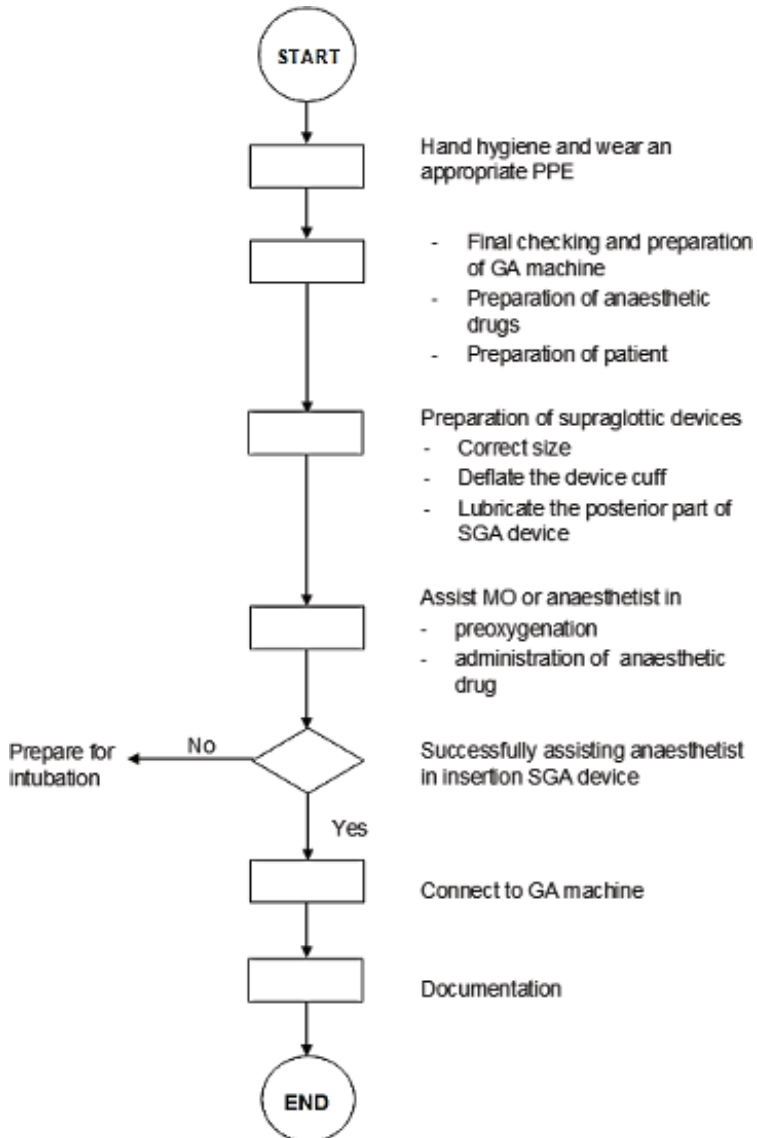 START
Hand hygiene and wear an
appropriate PPE
- Final checking and preparation
of GA machine
- Preparation of anaesthetic
drugs
- Preparation of patient
Preparation of supraglottic devices
- Correct size
- Deflate the device cuff
- Lubricate the posterior part of
SGA device
Assist MO or anaesthetist in
- preoxygenation
- administration of anaesthetic
drug
Prepare for
intubation
No
Successfully assisting anaesthetist
in insertion SGA device
Yes
Connect to GA machine
Documentation
END